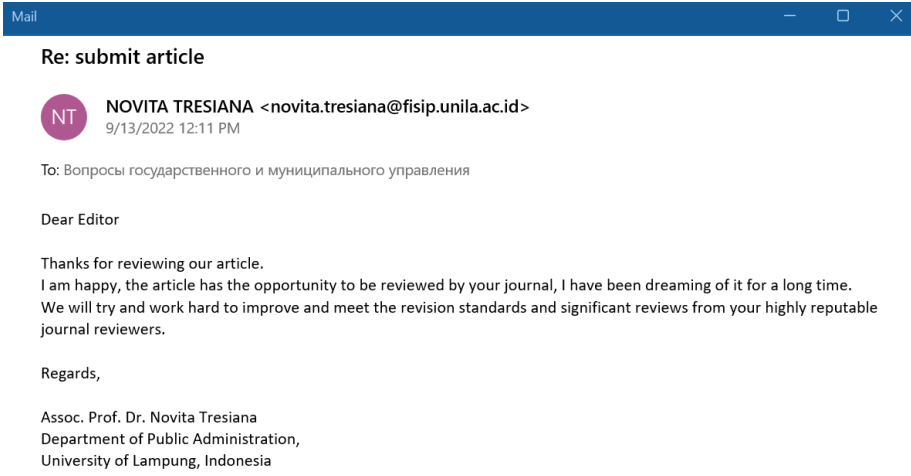 Mail
Re: submit article
NT
NOVITA TRESIANA <novita.tresiana@fisip.unila.ac.id>
9/13/2022 12:11 PM
To: Вопросы государственного и муниципального управления
Dear Editor
Thanks for reviewing our article.
I am happy, the article has the opportunity to be reviewed by your journal, I have been dreaming of it for a long time.
We will try and work hard to improve and meet the revision standards and significant reviews from your highly reputable
journal reviewers.
Regards,
Assoc. Prof. Dr. Novita Tresiana
Department of Public Administration,
University of Lampung, Indonesia